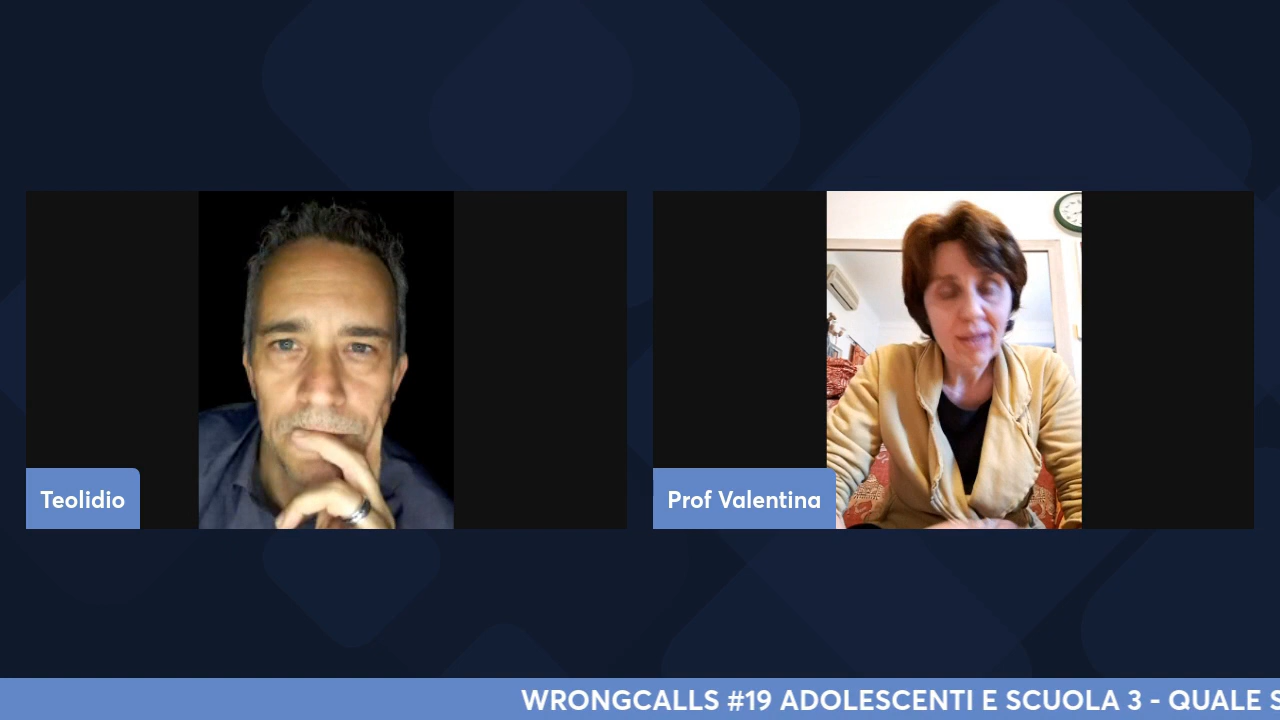 Teolidio
Prof Valentina
WRONGCALLS #19 ADOLESCENTI E SCUOLA 3 - QUALE